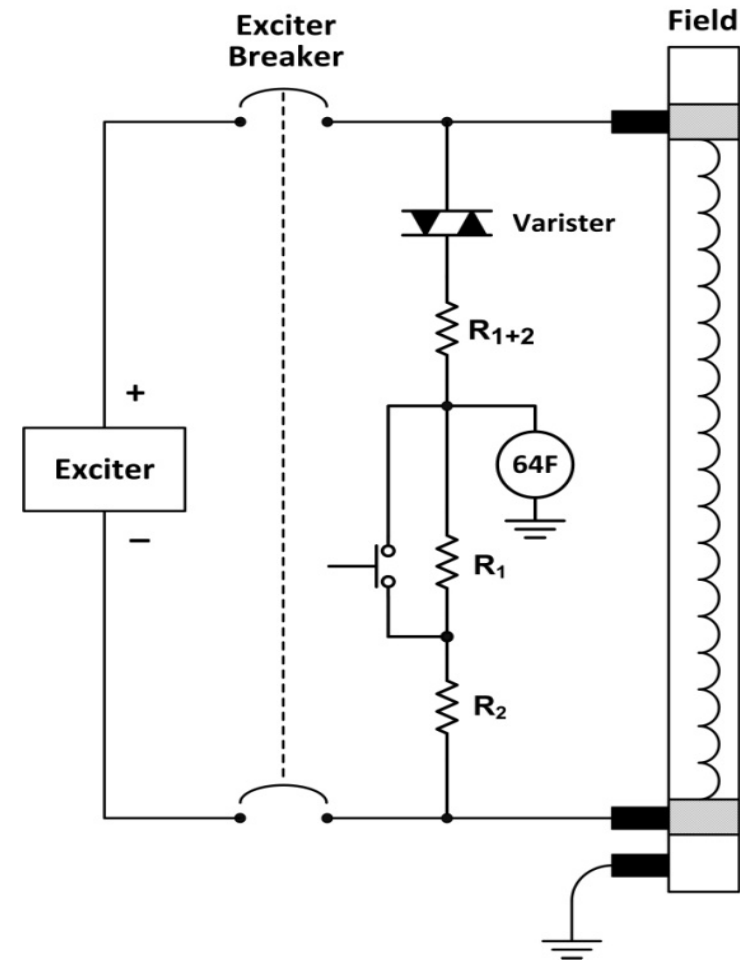 Exciter
Breaker
Field
Varister
R1+2
+
Exciter
−
64F
R1
R2